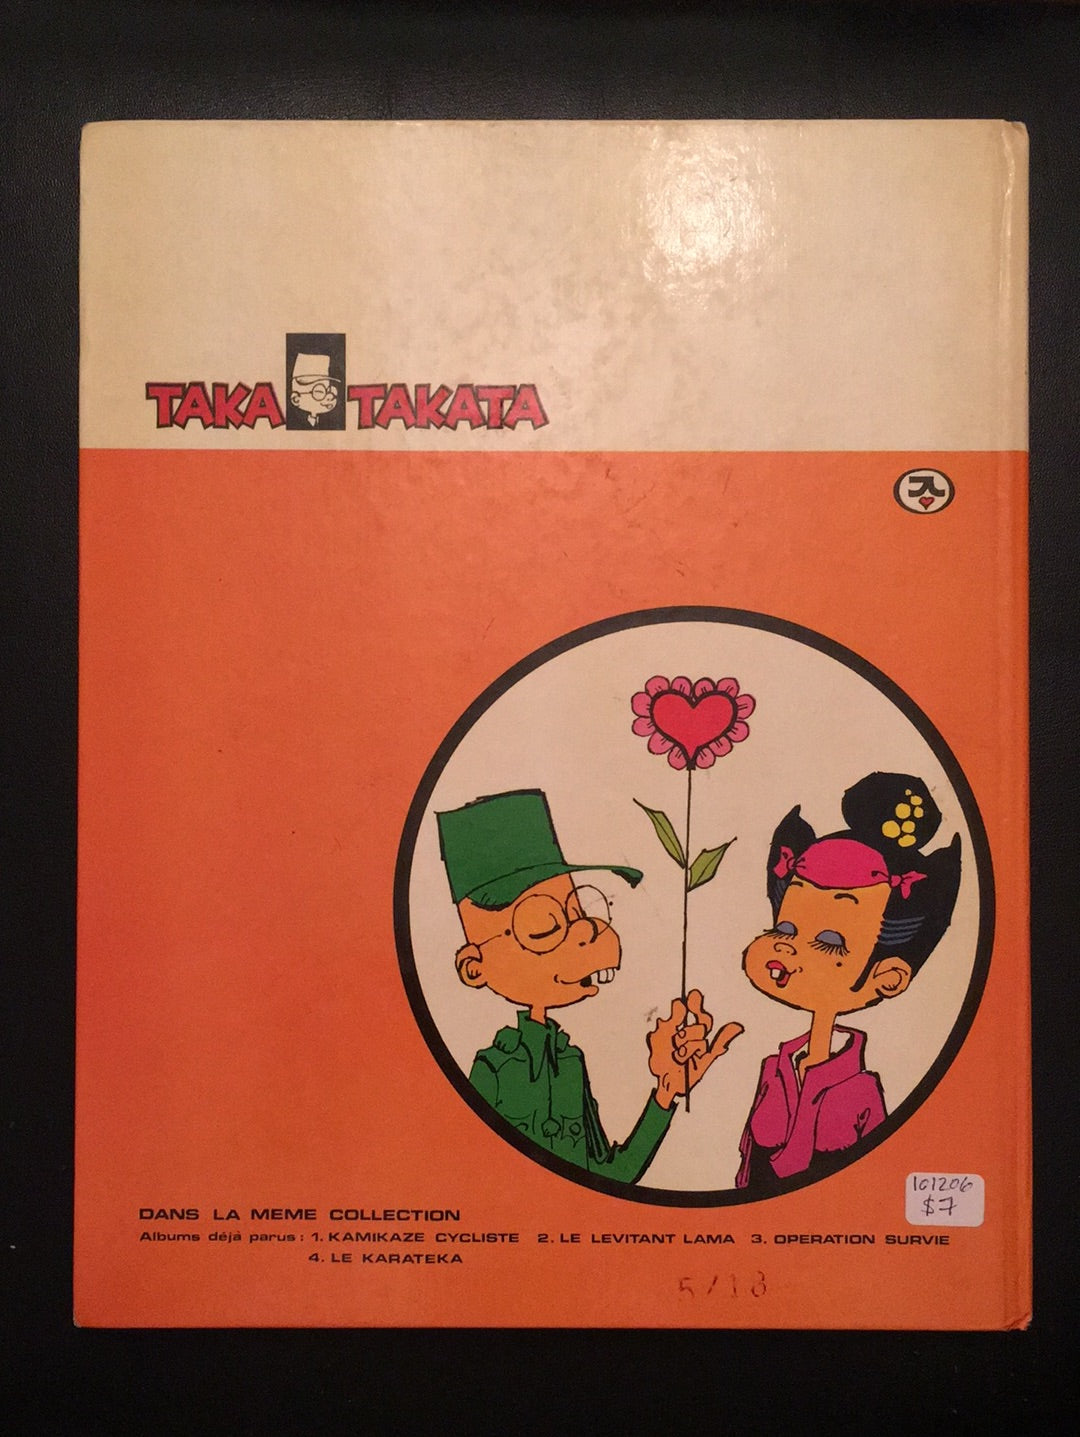 TAKA TAKATA
DANS LA MEME COLLECTION
Albums déjà parus: 1. KAMIKAZE CYCLISTE 2. LE LEVITANT LAMA 3. OPERATION SURVIE
4. LE KARATEKA
101206
$7
5/18